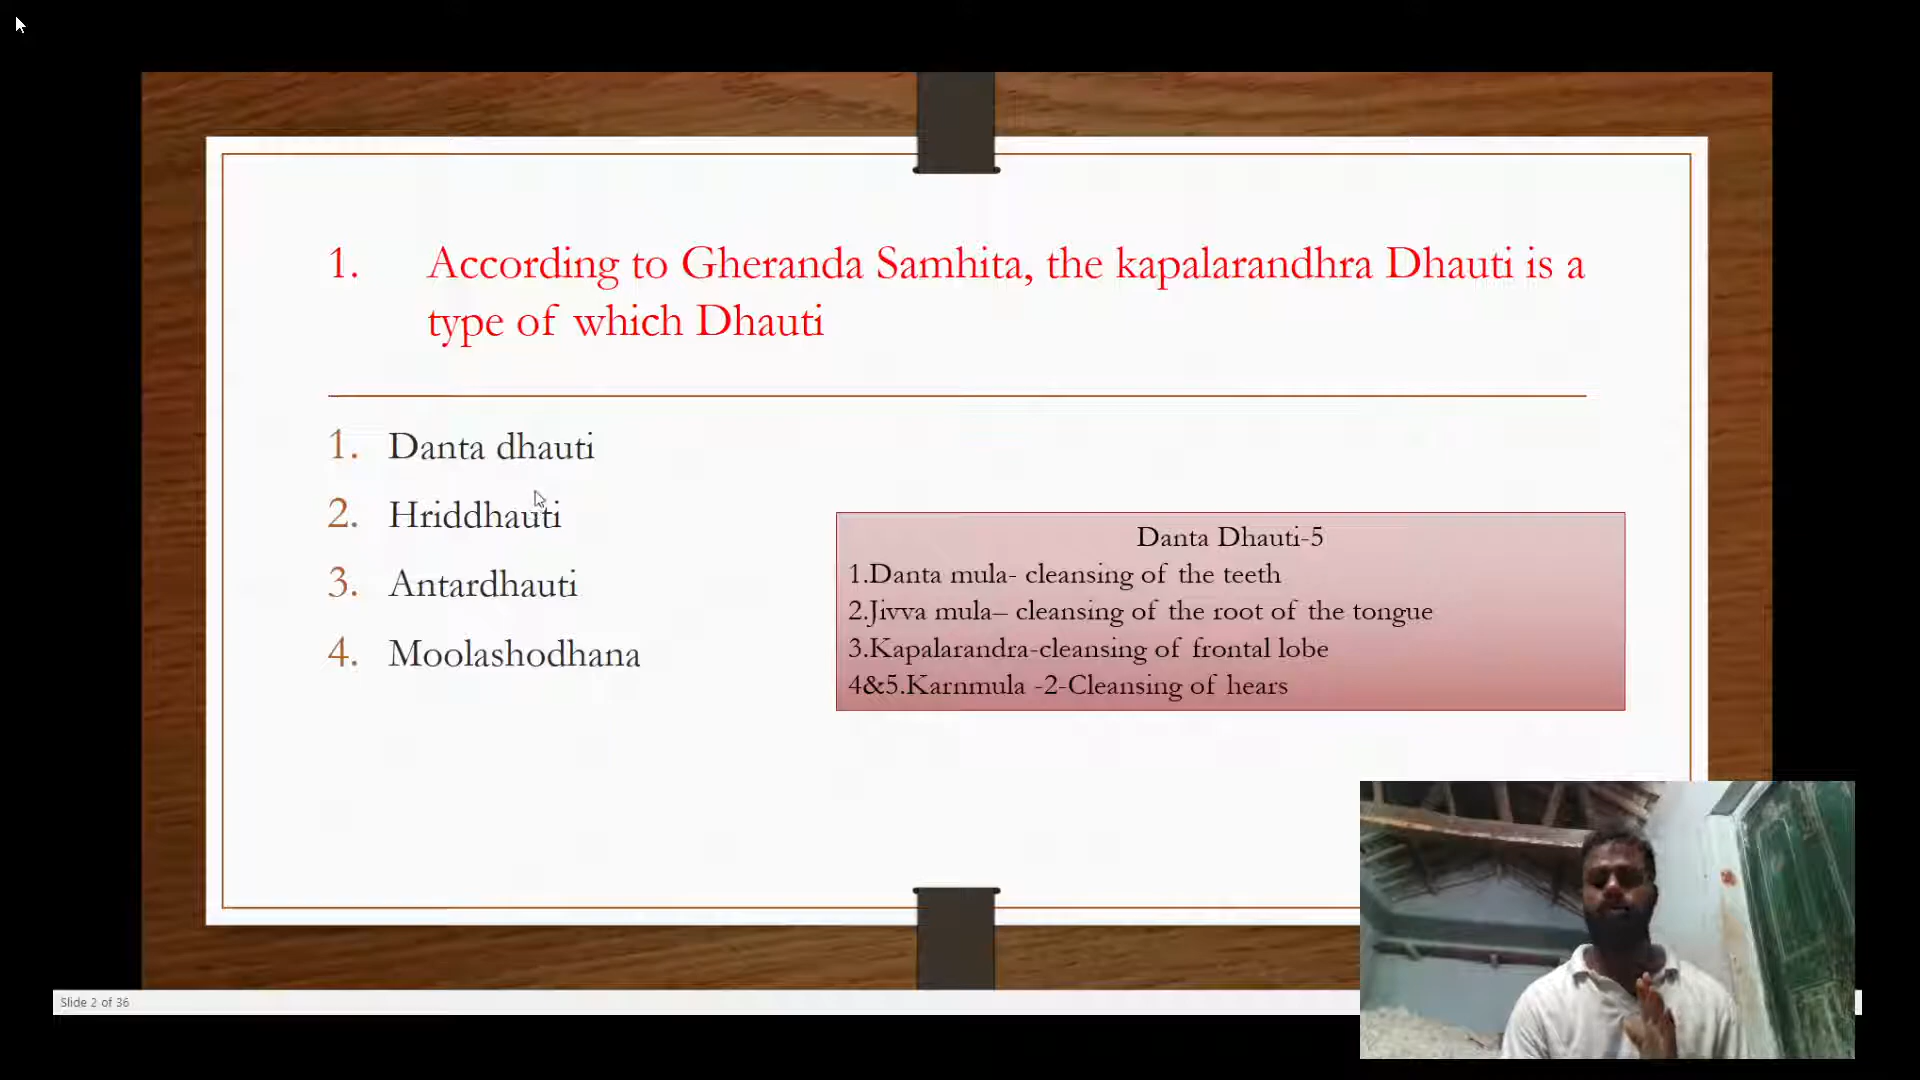 1. According to Gheranda Samhita, the kapalarandhra Dhauti is a
type of which Dhauti
1. Danta dhauti
2. Hriddhauti
3. Antardhauti
4. Moolashodhana
Danta Dhauti-5
1.Danta mula- cleansing of the teeth
2.Jivva mula– cleansing of the root of the tongue
3.Kapalarandra-cleansing of frontal lobe
4&5.Karnmula -2-Cleansing of hears
Slide 2 of 36